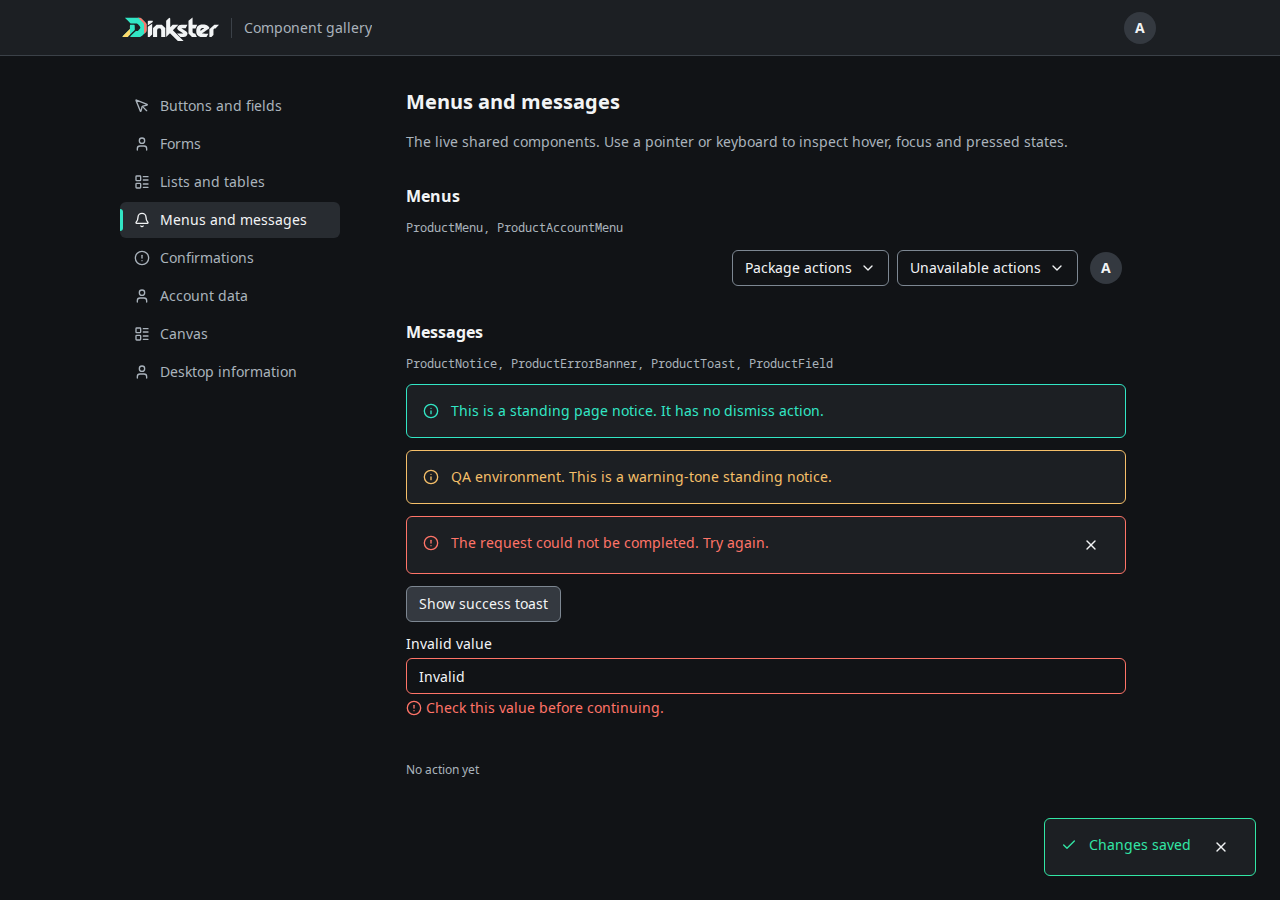 Dinkster
Component gallery
A
Buttons and fields
Forms
Lists and tables
Menus and messages
Confirmations
Account data
Canvas
Desktop information
Menus and messages
The live shared components. Use a pointer or keyboard to inspect hover, focus and pressed states.
Menus
ProductMenu, ProductAccountMenu
Package actions
Unavailable actions
A
Messages
ProductNotice, ProductErrorBanner, ProductToast, ProductField
This is a standing page notice. It has no dismiss action.
QA environment. This is a warning-tone standing notice.
The request could not be completed. Try again.
Show success toast
Invalid value
Invalid
Check this value before continuing.
No action yet
Changes saved